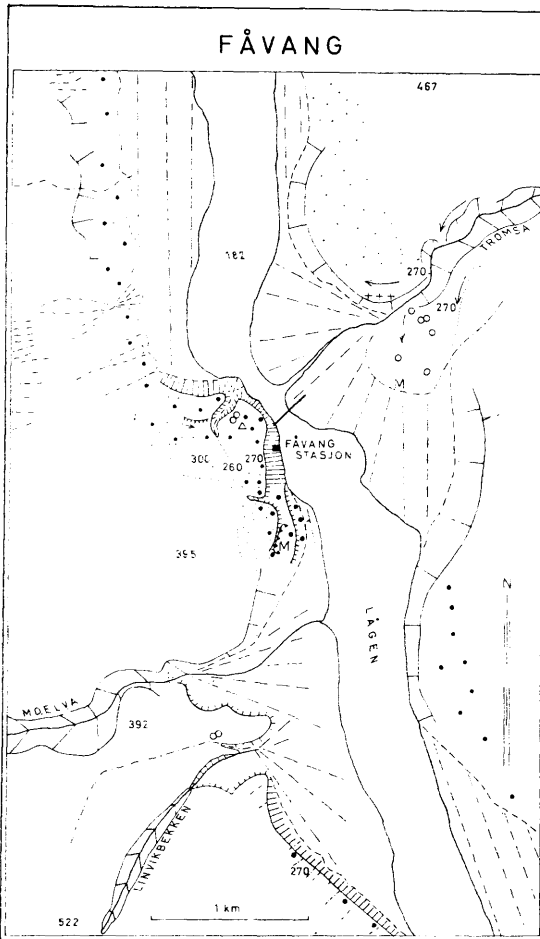 FÅVANG
467
TROMSA
182
270
270
M
FÅVANG
STASJON
300
260
270
M
395
N
LÅGEN
MOELVA
392
LINVIKBEKKEN
270
1 km
522